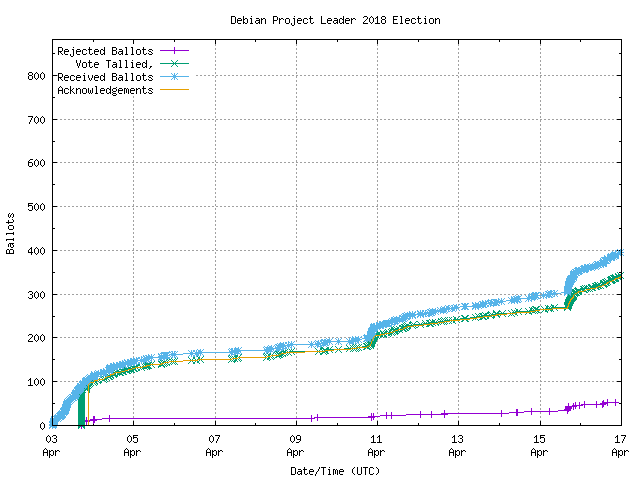 Debian Project Leader 2018 Election
Rejected Ballots
Vote Tallied,
Received Ballots
Acknowledgements
800
700
600
500
400
300
200
100
0
Ballots
03 05 07 09 11 13 15 17
Apr Apr Apr Apr Apr Apr Apr Apr
Date/Time (UTC)